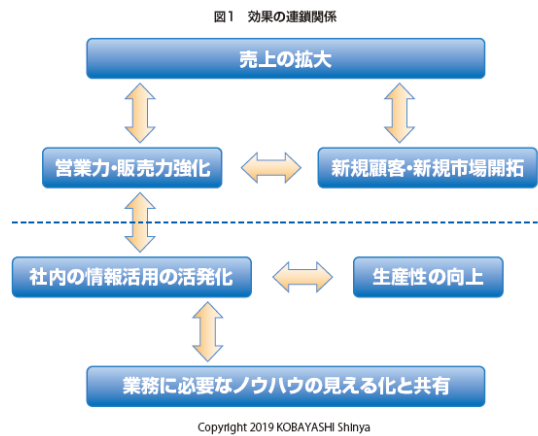 図1　効果の連鎖関係
売上の拡大
営業力・販売力強化
新規顧客・新規市場開拓
社内の情報活用の活発化
生産性の向上
業務に必要なノウハウの見える化と共有
Copyright 2019 KOBAYASHI Shinya